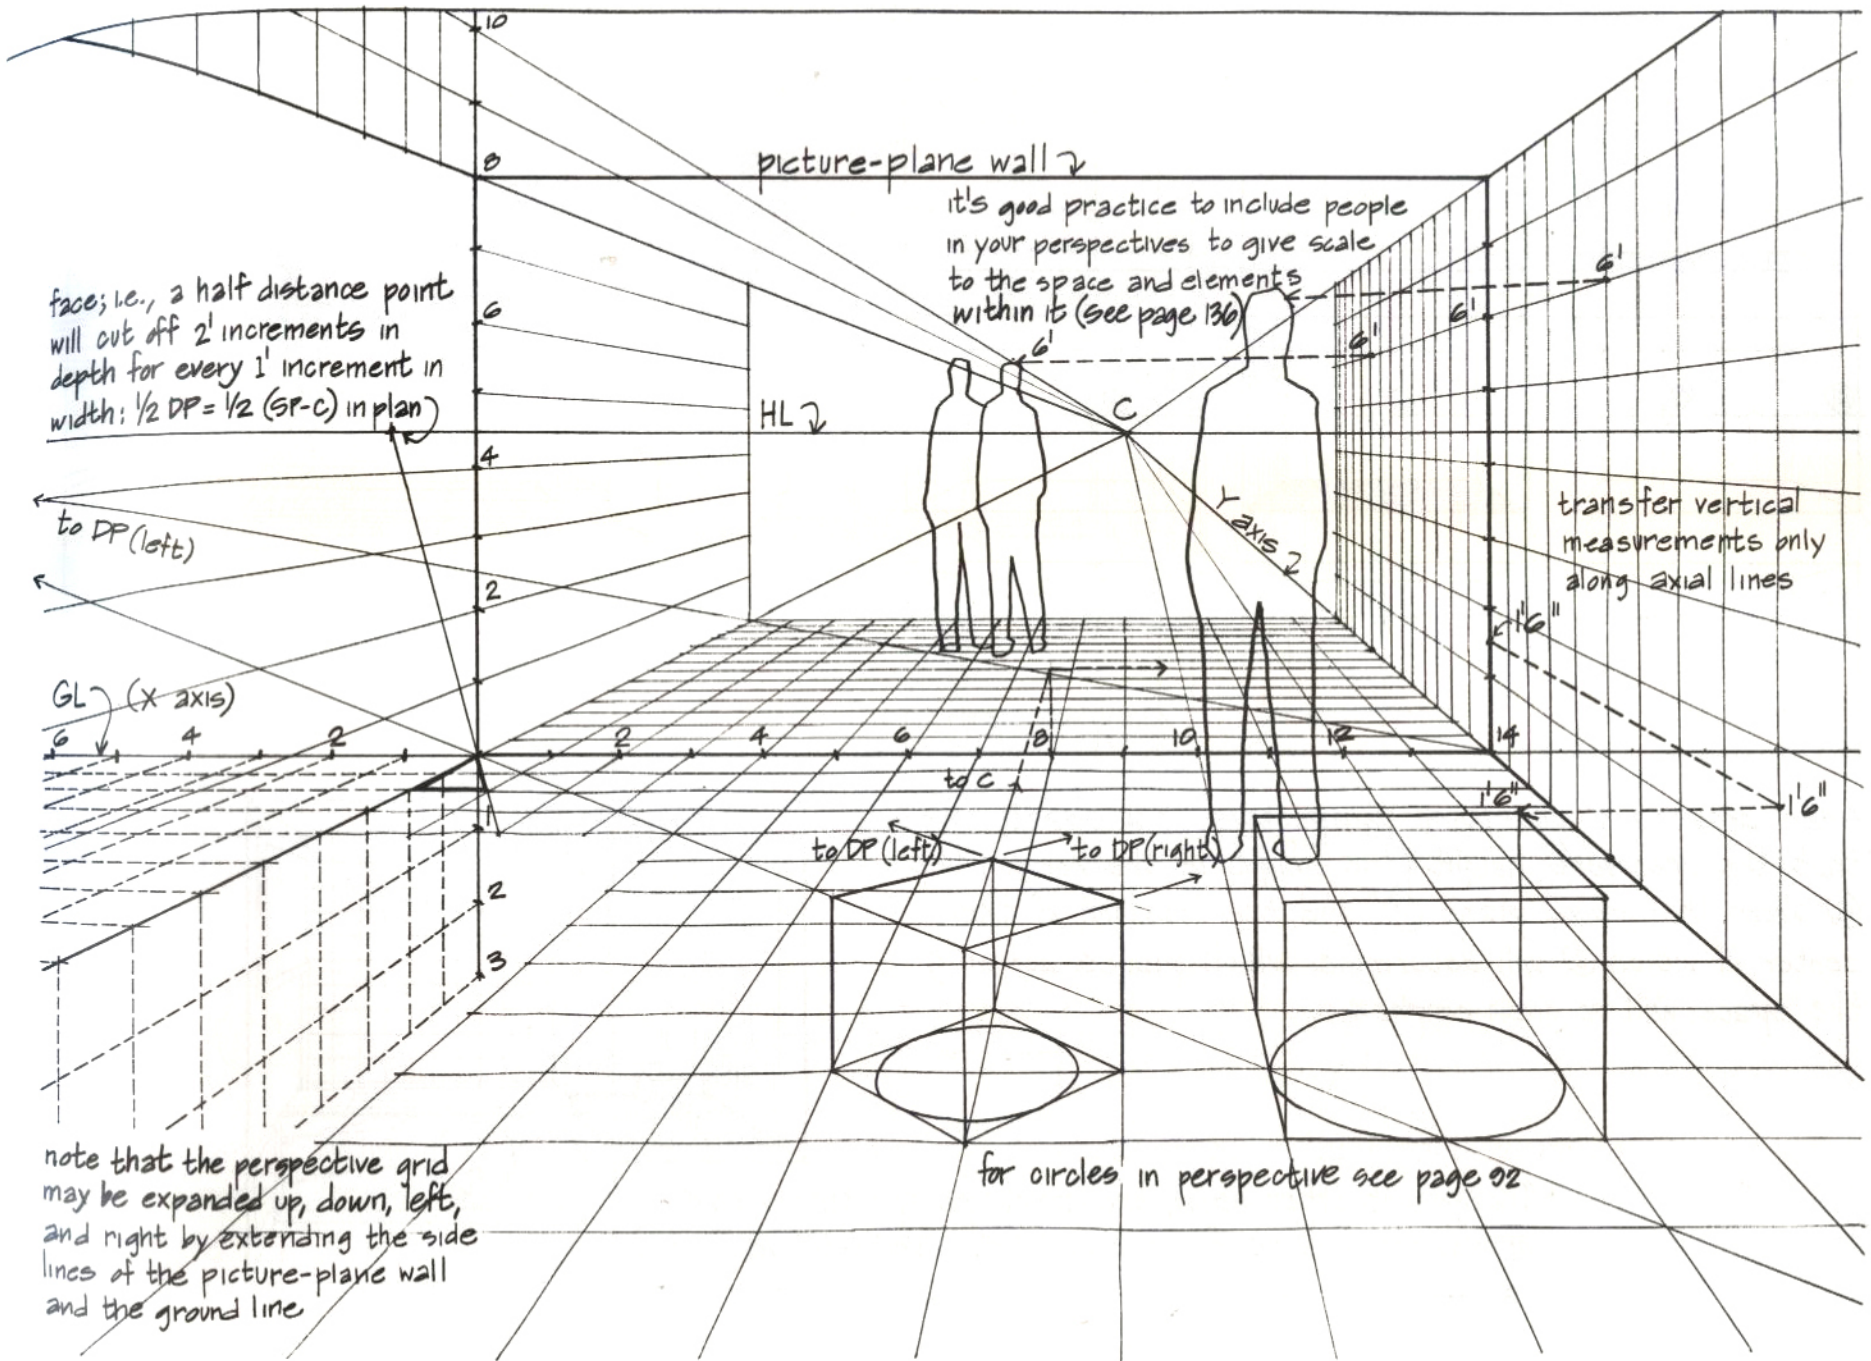 10
8
picture-plane wall
it's good practice to include people
in your perspectives to give scale
to the space and elements
within it (see page 136)
6'
6'
6'
6'
face; i.e., a half distance point
will cut off 2' increments in
depth for every 1' increment in
width: 1/2 DP = 1/2 (SP-C) in plan
6
HL
C
4
to DP (left)
Y axis
transfer vertical
measurements only
along axial lines
2
1'6"
GL (X axis)
6 4 2 2 4 6 8 10 12 14
to C
1'6"
1'6"
1
to DP (left)
to DP (right)
2
3
note that the perspective grid
may be expanded up, down, left,
and right by extending the side
lines of the picture-plane wall
and the ground line
for circles in perspective see page 92